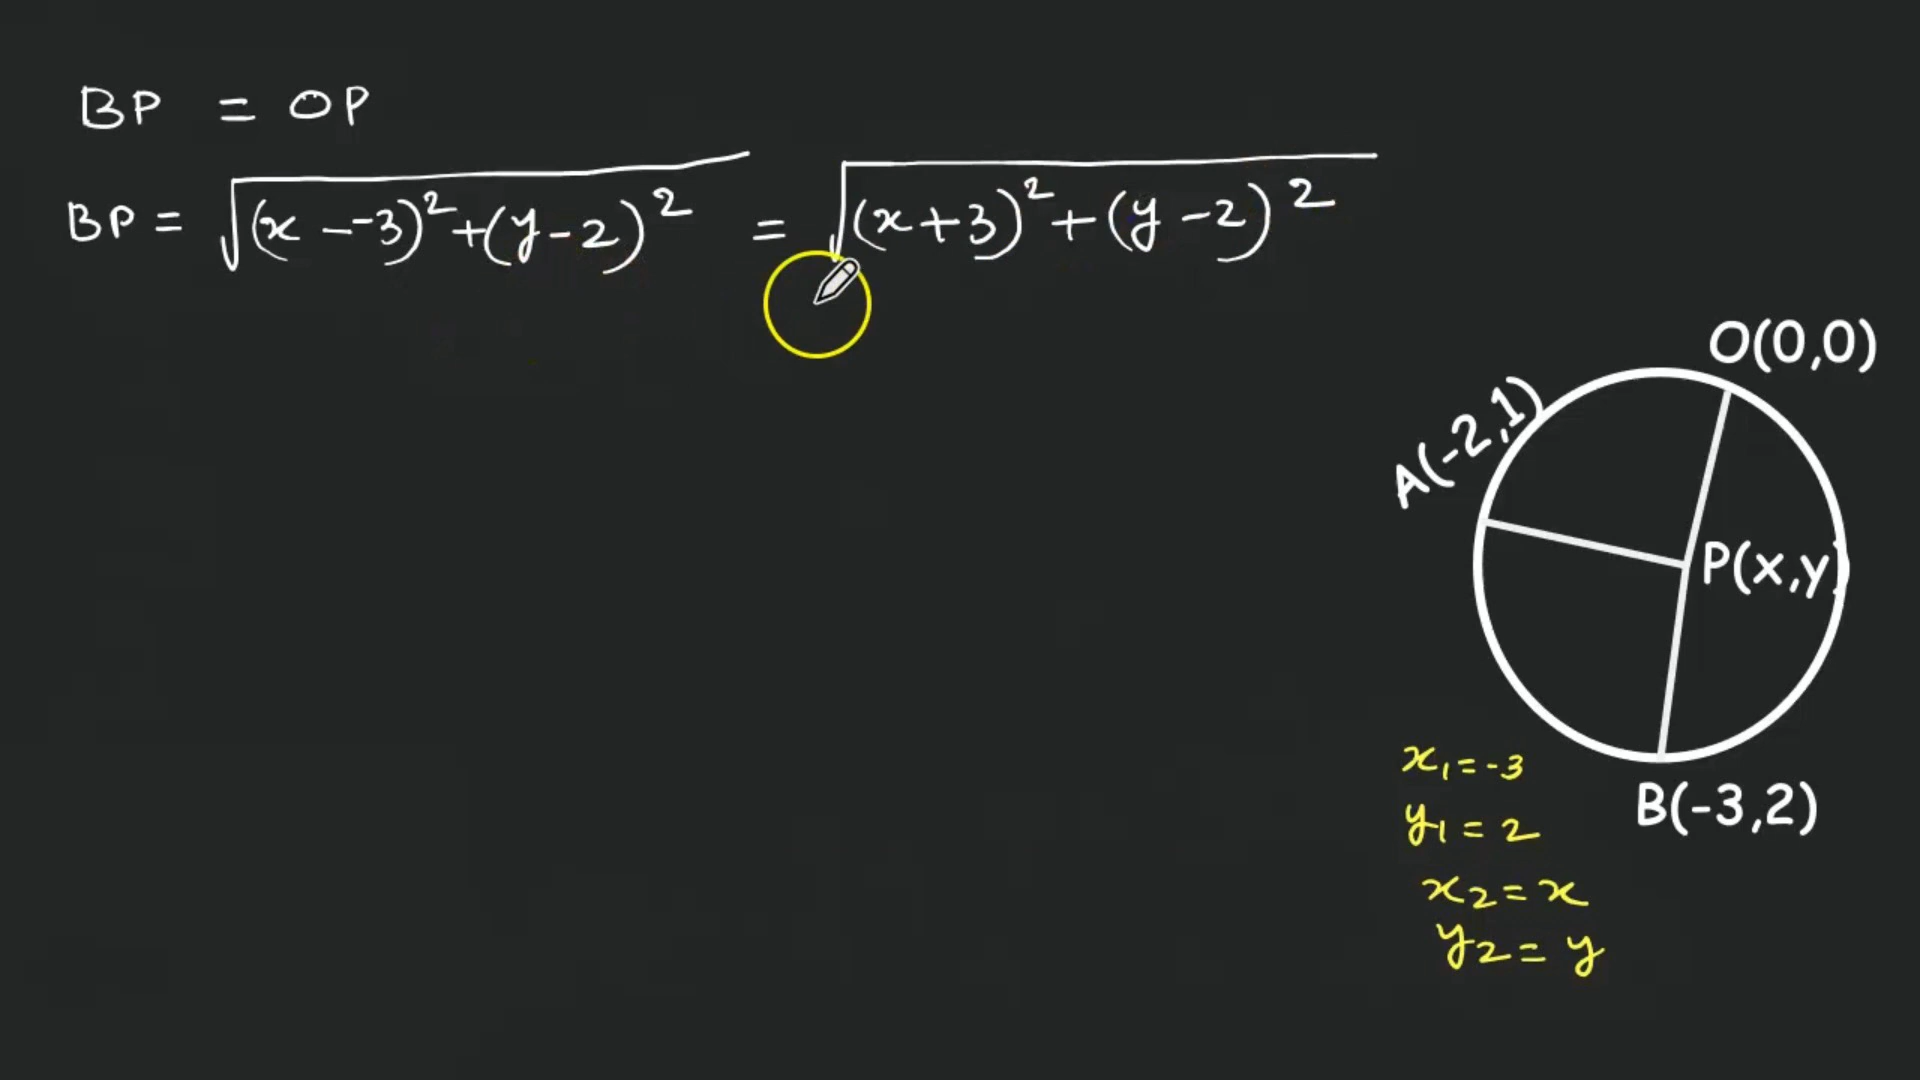 BP = OP
BP = √(x - -3)²+(y-2)² = √(x+3)²+(y-2)²
O(0,0)
A(-2,1)
P(x,y)
B(-3,2)
x₁=-3
y₁=2
x₂=x
y₂=y